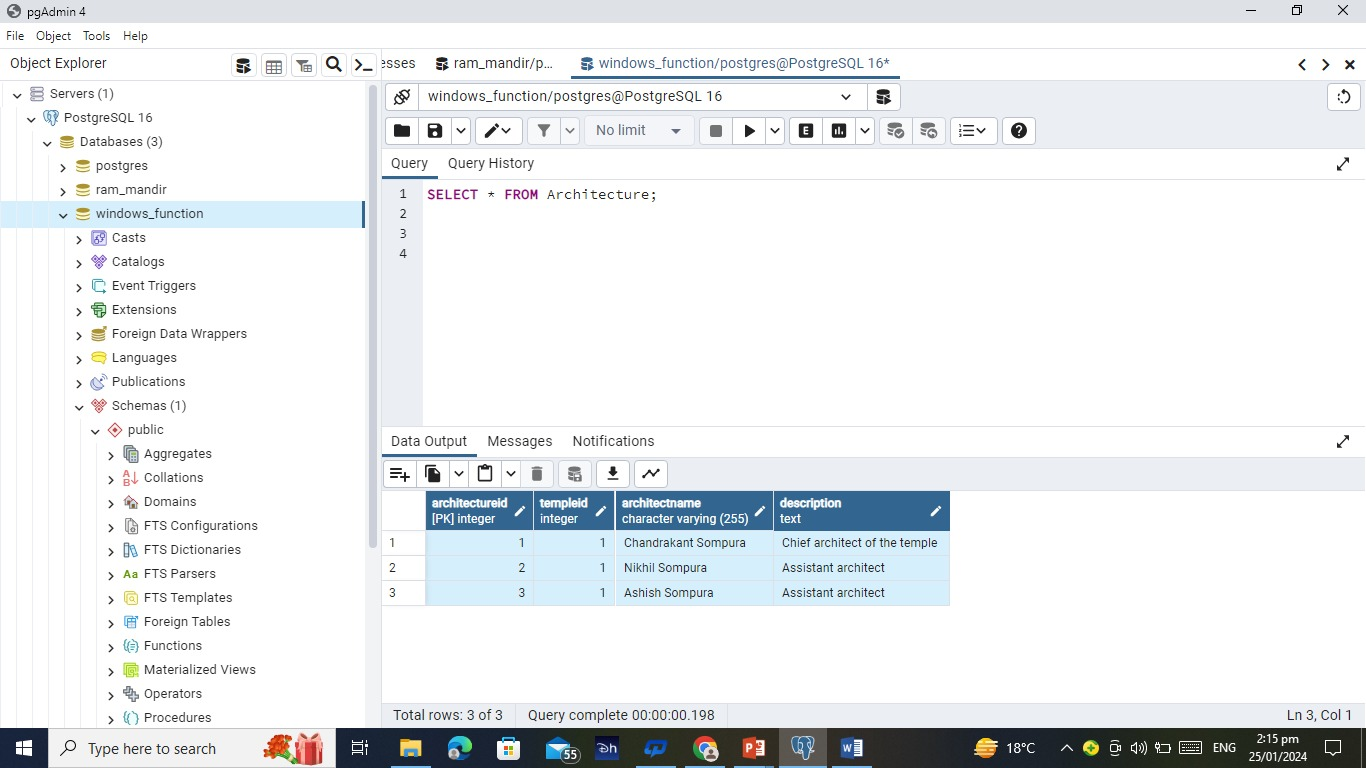 pgAdmin 4
File Object Tools Help
Object Explorer
esses
ram_mandir/p...
windows_function/postgres@PostgreSQL 16*
Servers (1)
PostgreSQL 16
Databases (3)
postgres
ram_mandir
windows_function
Casts
Catalogs
Event Triggers
Extensions
Foreign Data Wrappers
Languages
Publications
Schemas (1)
public
Aggregates
Collations
Domains
FTS Configurations
FTS Dictionaries
Aa FTS Parsers
FTS Templates
Foreign Tables
Functions
Materialized Views
Operators
Procedures
windows_function/postgres@PostgreSQL 16
No limit
E
Query Query History
1 SELECT * FROM Architecture;
2
3
4
Data Output Messages Notifications
architectureid templeid architectname description
[PK] integer integer character varying (255) text
1 1 1 Chandrakant Sompura Chief architect of the temple
2 2 1 Nikhil Sompura Assistant architect
3 3 1 Ashish Sompura Assistant architect
Total rows: 3 of 3 Query complete 00:00:00.198 Ln 3, Col 1
Type here to search
55
18°C
ENG
2:15 pm
25/01/2024